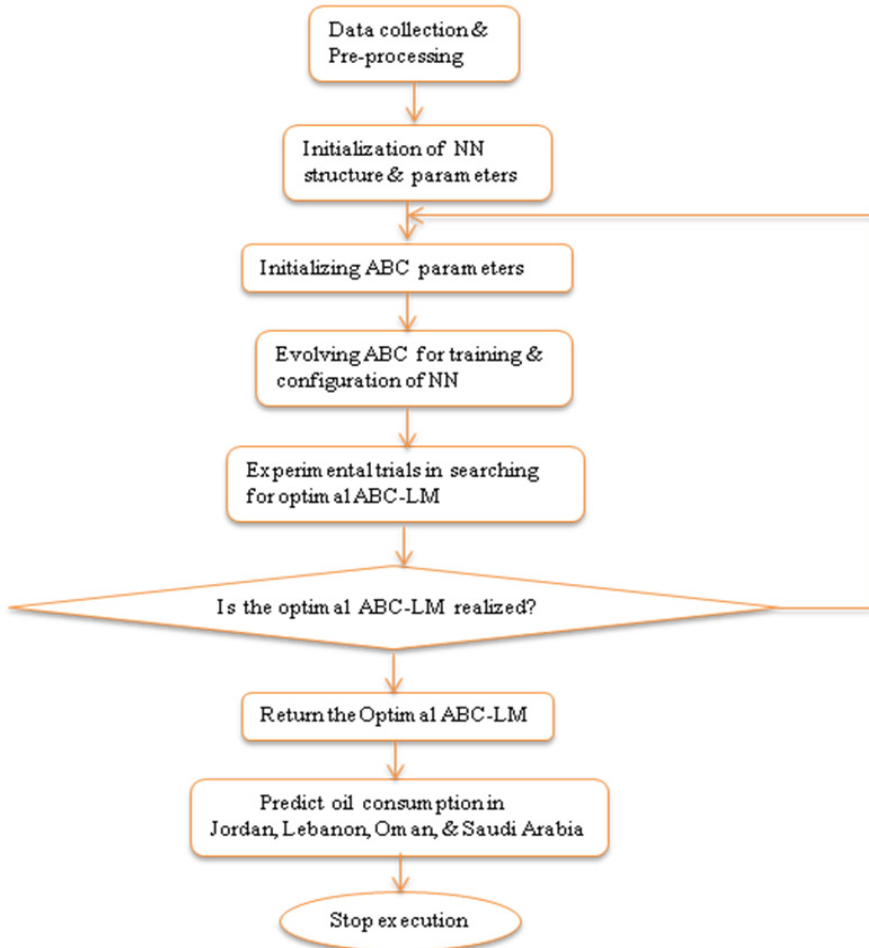 Data collection &
Pre-processing
Initialization of NN
structure & parameters
Initializing ABC parameters
Evolving ABC for training &
configuration of NN
Experimental trials in searching
for optimal ABC-LM
Is the optimal ABC-LM realized?
Return the Optimal ABC-LM
Predict oil consumption in
Jordan, Lebanon, Oman, & Saudi Arabia
Stop execution